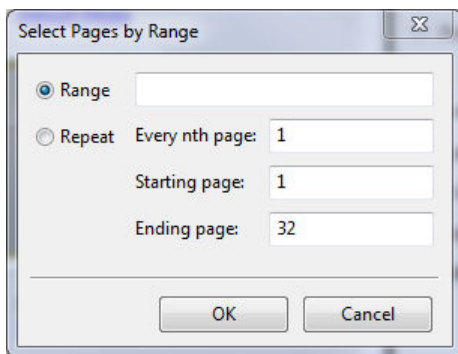 Select Pages by Range
Range
Repeat Every nth page: 1
Starting page: 1
Ending page: 32
OK Cancel